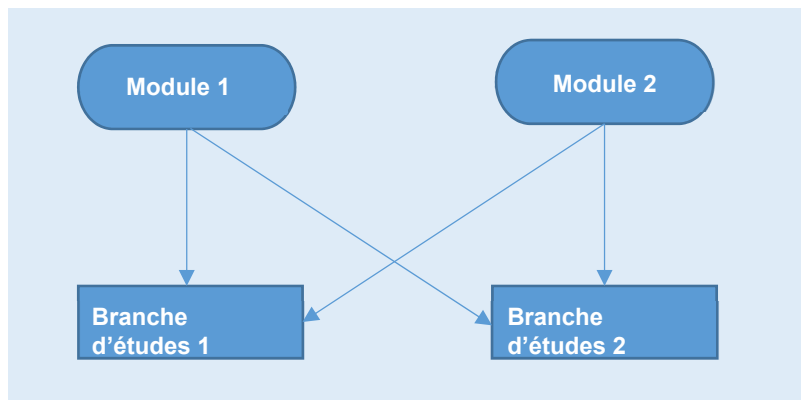 Module 1
Module 2
Branche
d’études 1
Branche
d’études 2